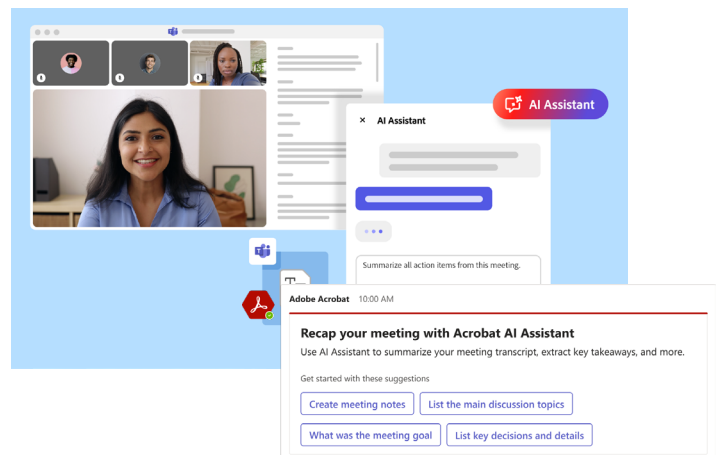 AI Assistant
× AI Assistant
Summarize all action items from this meeting.
T
Adobe Acrobat 10:00 AM
Recap your meeting with Acrobat AI Assistant
Use AI Assistant to summarize your meeting transcript, extract key takeaways, and more.
Get started with these suggestions
Create meeting notes
List the main discussion topics
What was the meeting goal
List key decisions and details